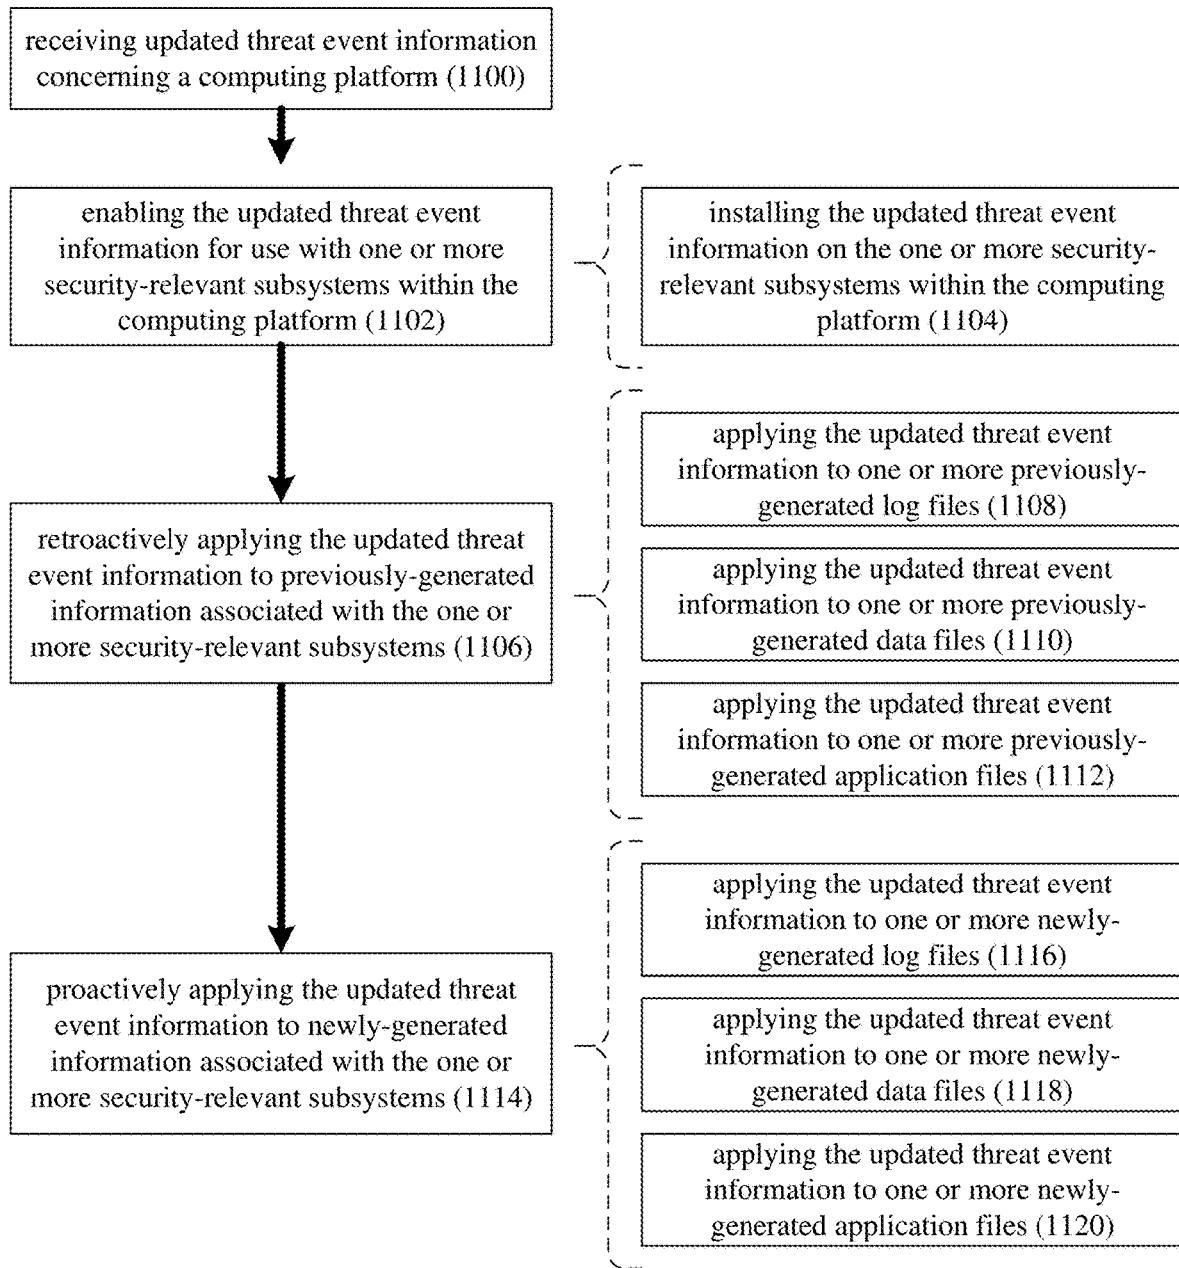 receiving updated threat event information
concerning a computing platform (1100)
enabling the updated threat event
information for use with one or more
security-relevant subsystems within the
computing platform (1102)
installing the updated threat event
information on the one or more security-
relevant subsystems within the computing
platform (1104)
retroactively applying the updated threat
event information to previously-generated
information associated with the one or
more security-relevant subsystems (1106)
applying the updated threat event
information to one or more previously-
generated log files (1108)
applying the updated threat event
information to one or more previously-
generated data files (1110)
applying the updated threat event
information to one or more previously-
generated application files (1112)
proactively applying the updated threat
event information to newly-generated
information associated with the one or
more security-relevant subsystems (1114)
applying the updated threat event
information to one or more newly-
generated log files (1116)
applying the updated threat event
information to one or more newly-
generated data files (1118)
applying the updated threat event
information to one or more newly-
generated application files (1120)